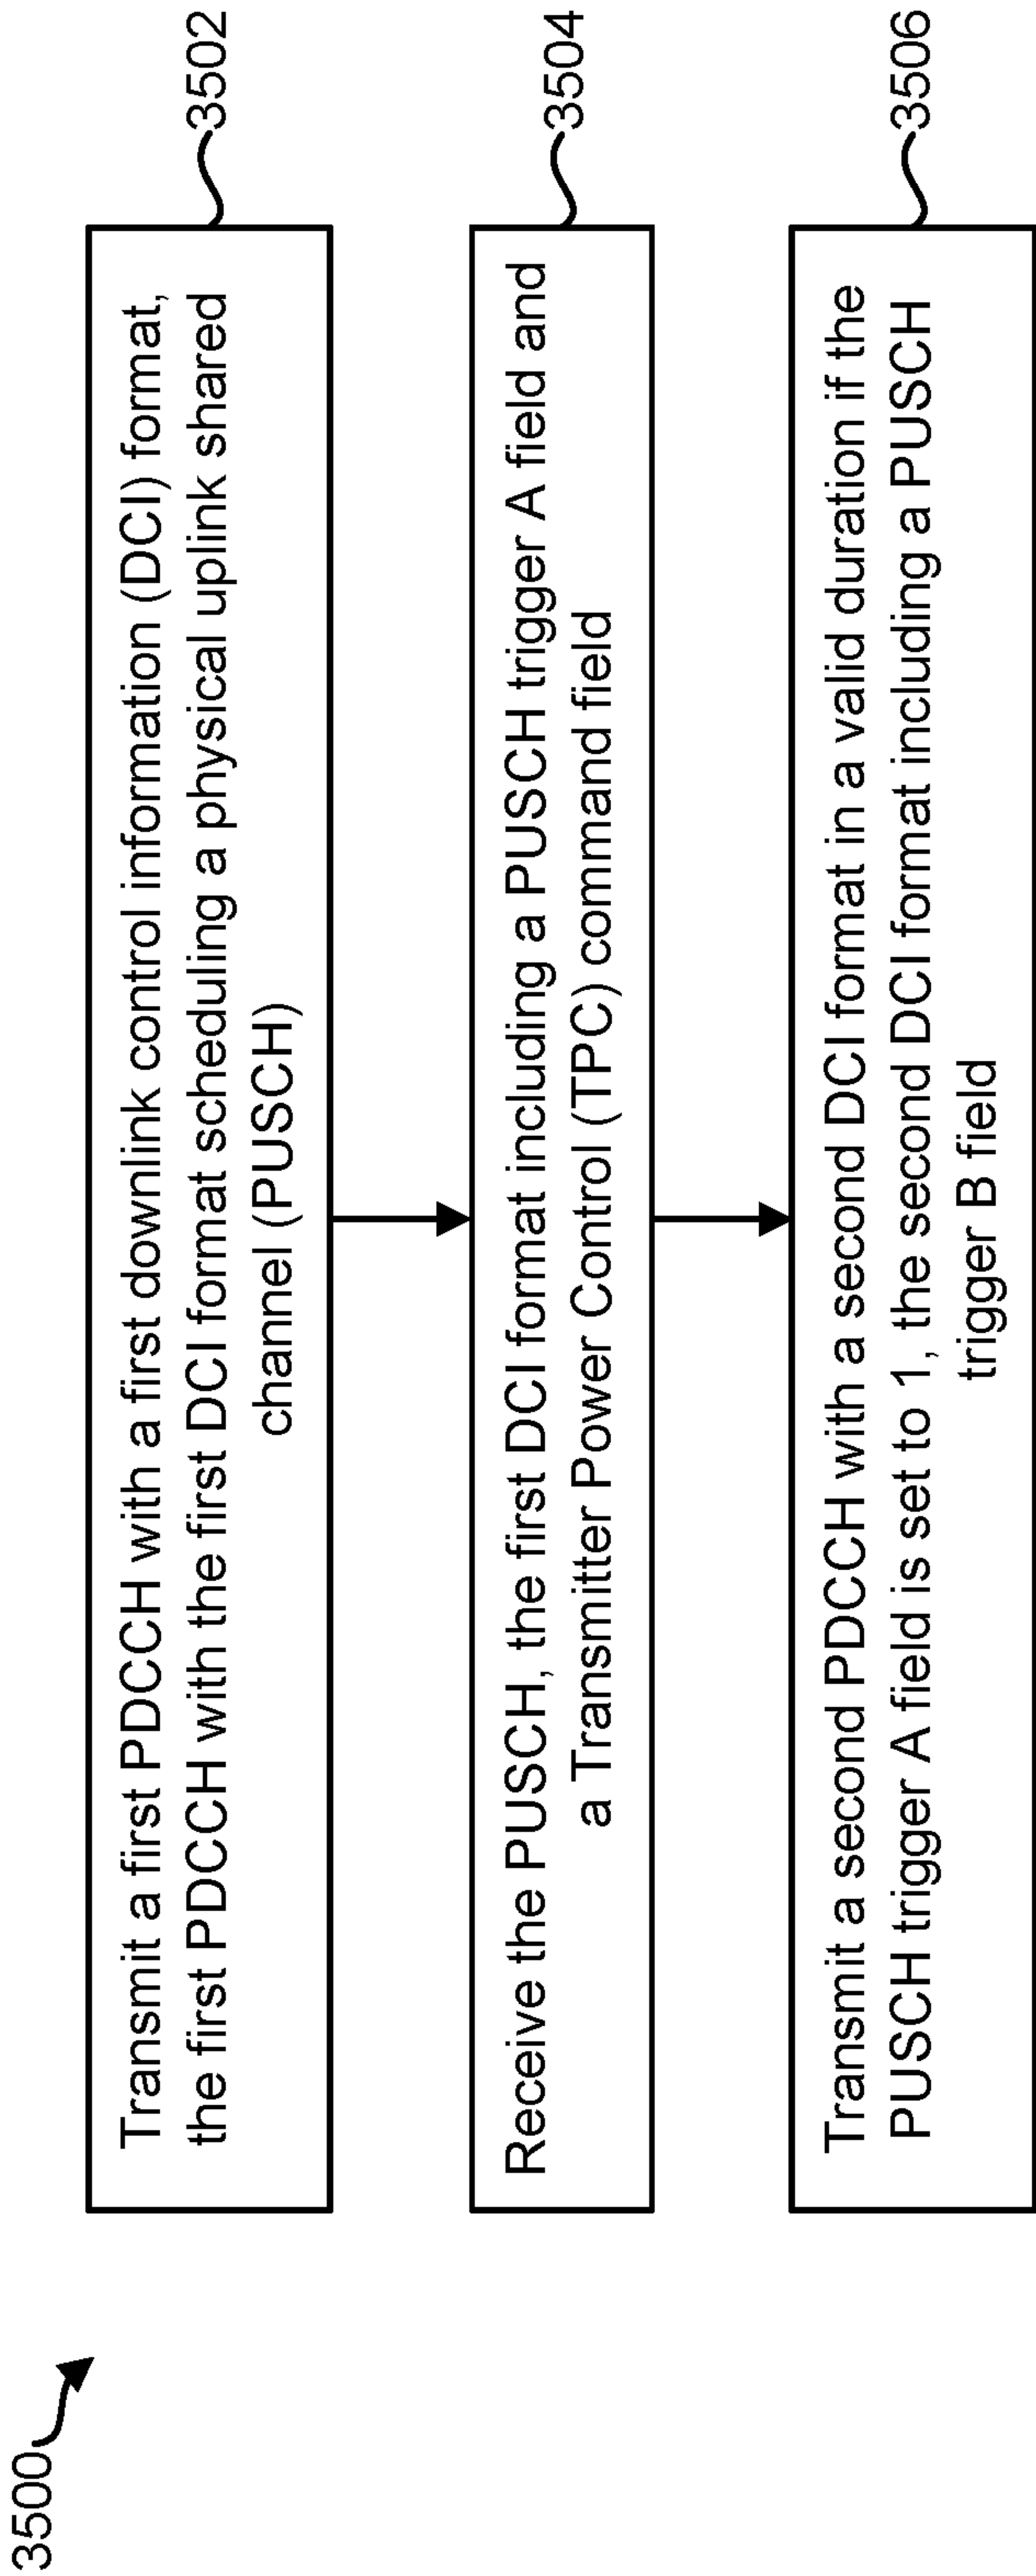 3500
Transmit a first PDCCH with a first downlink control information (DCI) format,
the first PDCCH with the first DCI format scheduling a physical uplink shared
channel (PUSCH)
3502
Receive the PUSCH, the first DCI format including a PUSCH trigger A field and
a Transmitter Power Control (TPC) command field
3504
Transmit a second PDCCH with a second DCI format in a valid duration if the
PUSCH trigger A field is set to 1, the second DCI format including a PUSCH
trigger B field
3506